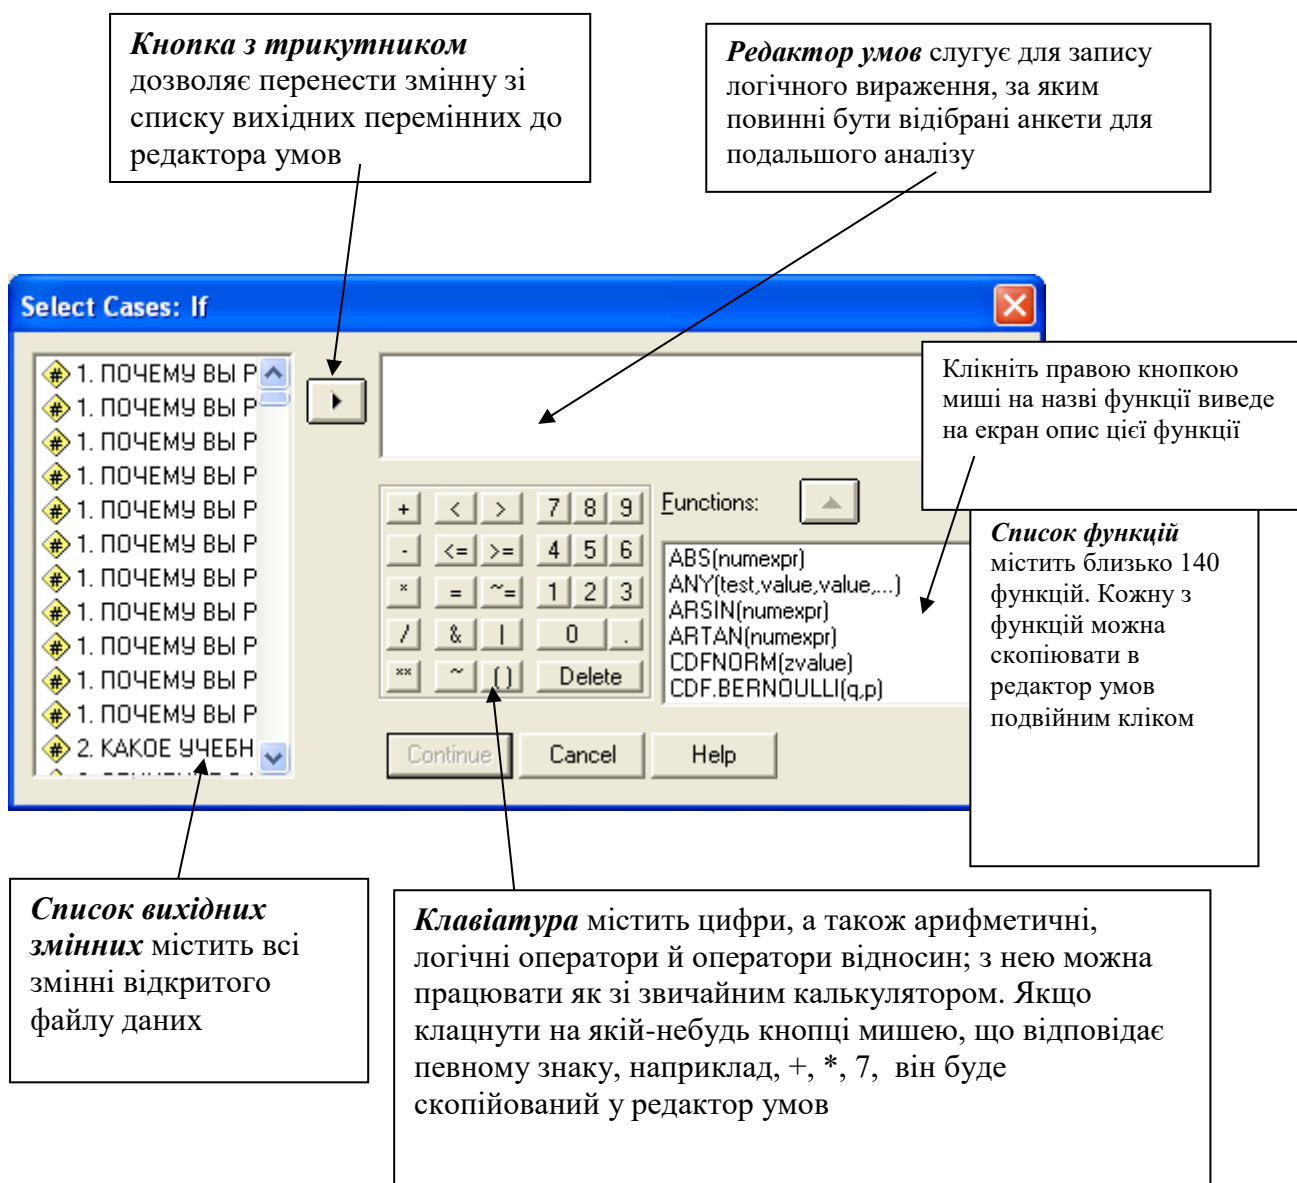 Кнопка з трикутником
дозволяє перенести змінну зі
списку вихідних перемінних до
редактора умов
Редактор умов слугує для запису
логічного вираження, за яким
повинні бути відібрані анкети для
подальшого аналізу
Select Cases: If
1. ПОЧЕМУ ВЫ Р
1. ПОЧЕМУ ВЫ Р
1. ПОЧЕМУ ВЫ Р
1. ПОЧЕМУ ВЫ Р
1. ПОЧЕМУ ВЫ Р
1. ПОЧЕМУ ВЫ Р
1. ПОЧЕМУ ВЫ Р
1. ПОЧЕМУ ВЫ Р
1. ПОЧЕМУ ВЫ Р
1. ПОЧЕМУ ВЫ Р
1. ПОЧЕМУ ВЫ Р
2. КАКОЕ УЧЕБН
+ < > 7 8 9
- <= >= 4 5 6
* = ~= 1 2 3
/ & | 0 .
** ~ () Delete
Functions:
ABS(numexpr)
ANY(test,value,value,...)
ARSIN(numexpr)
ARTAN(numexpr)
CDFNORM(zvalue)
CDF.BERNOULLI(q,p)
Continue Cancel Help
Клікніть правою кнопкою
миші на назві функції виведе
на екран опис цієї функції
Список функцій
містить близько 140
функцій. Кожну з
функцій можна
скопіювати в
редактор умов
подвійним кліком
Список вихідних
змінних містить всі
змінні відкритого
файлу даних
Клавіатура містить цифри, а також арифметичні,
логічні оператори й оператори відносин; з нею можна
працювати як зі звичайним калькулятором. Якщо
клацнути на якій-небудь кнопці мишею, що відповідає
певному знаку, наприклад, +, *, 7, він буде
скопійований у редактор умов